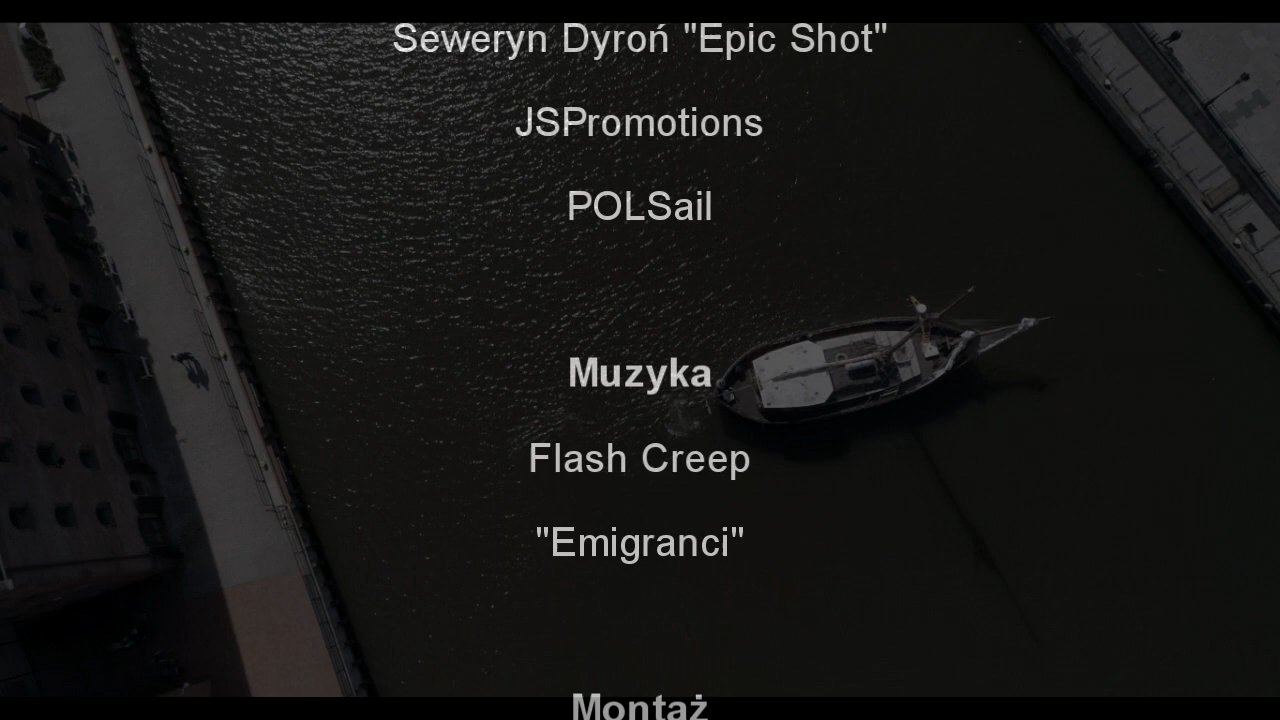 Seweryn Dyroń "Epic Shot"
JSPromotions
POLSail
Muzyka
Flash Creep
"Emigranci"
Montaż